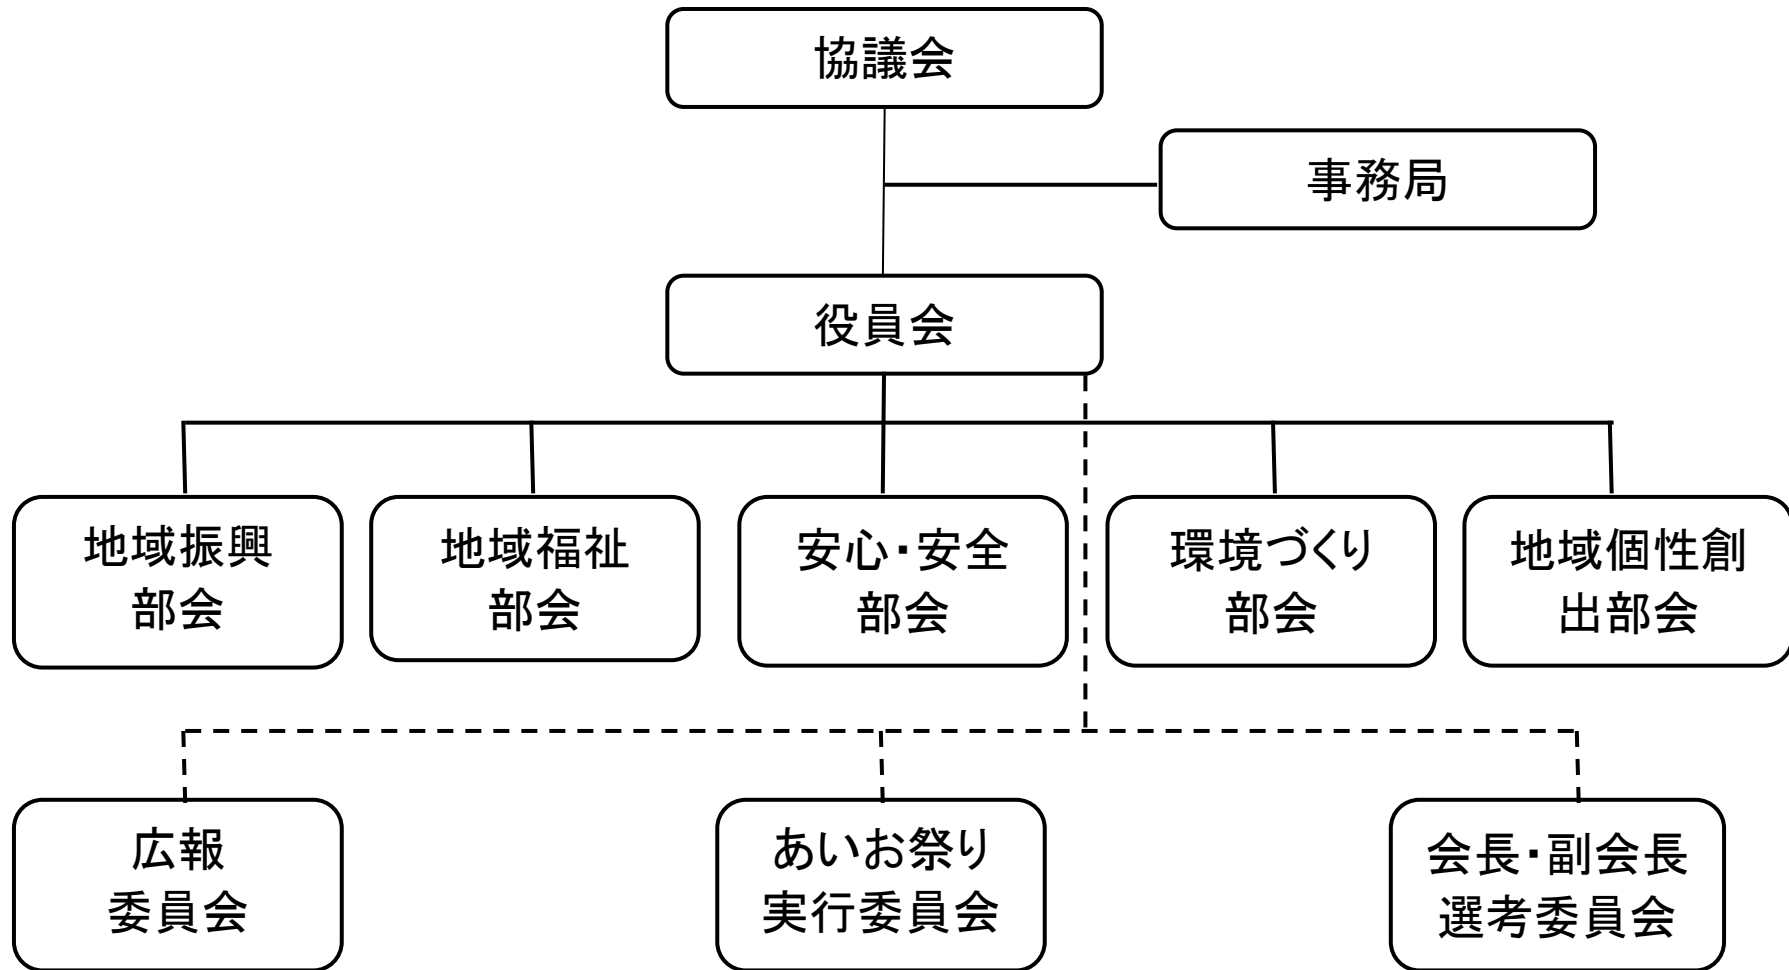 協議会
事務局
役員会
地域振興
部会
地域福祉
部会
安心・安全
部会
環境づくり
部会
地域個性創
出部会
広報
委員会
あいお祭り
実行委員会
会長・副会長
選考委員会